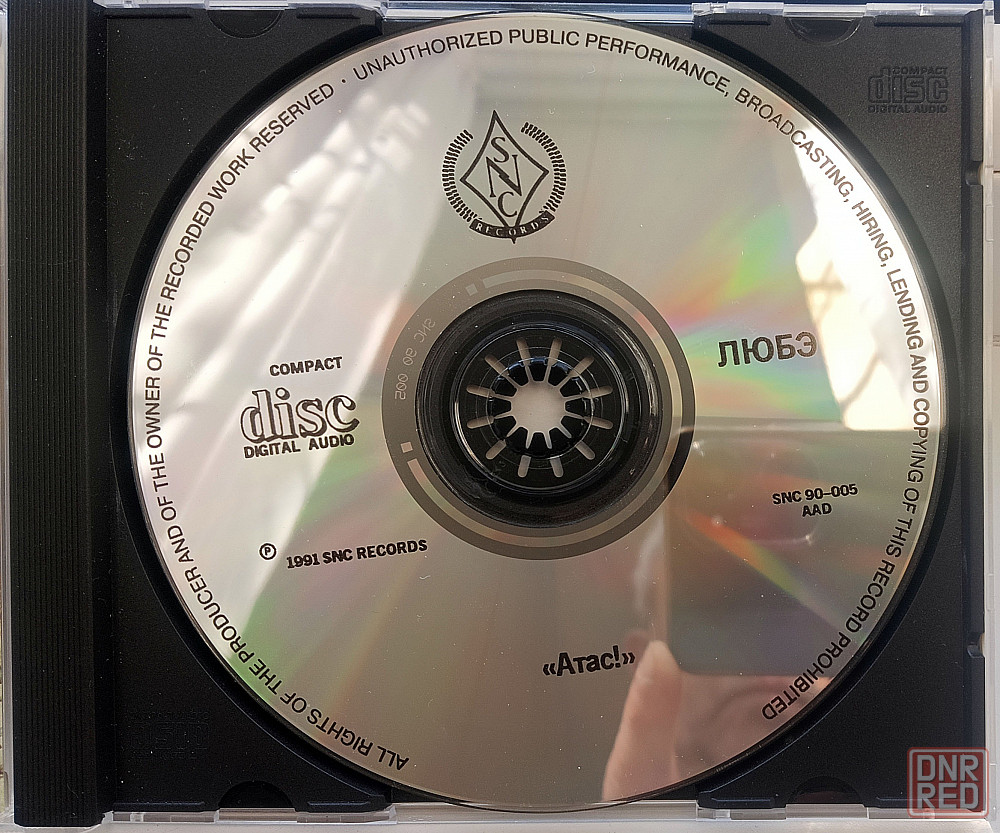 ALL RIGHTS OF THE PRODUCER AND OF THE OWNER OF THE RECORDED WORK RESERVED · UNAUTHORIZED PUBLIC PERFORMANCE, BROADCASTING, HIRING, LENDING AND COPYING OF THIS RECORD PROHIBITED
SNC
RECORDS
COMPACT
disc
DIGITAL AUDIO
SNC 90 005
COMPACT
disc
DIGITAL AUDIO
ЛЮБЭ
SNC 90-005
AAD
℗ 1991 SNC RECORDS
«Атас!»
DNR
RED